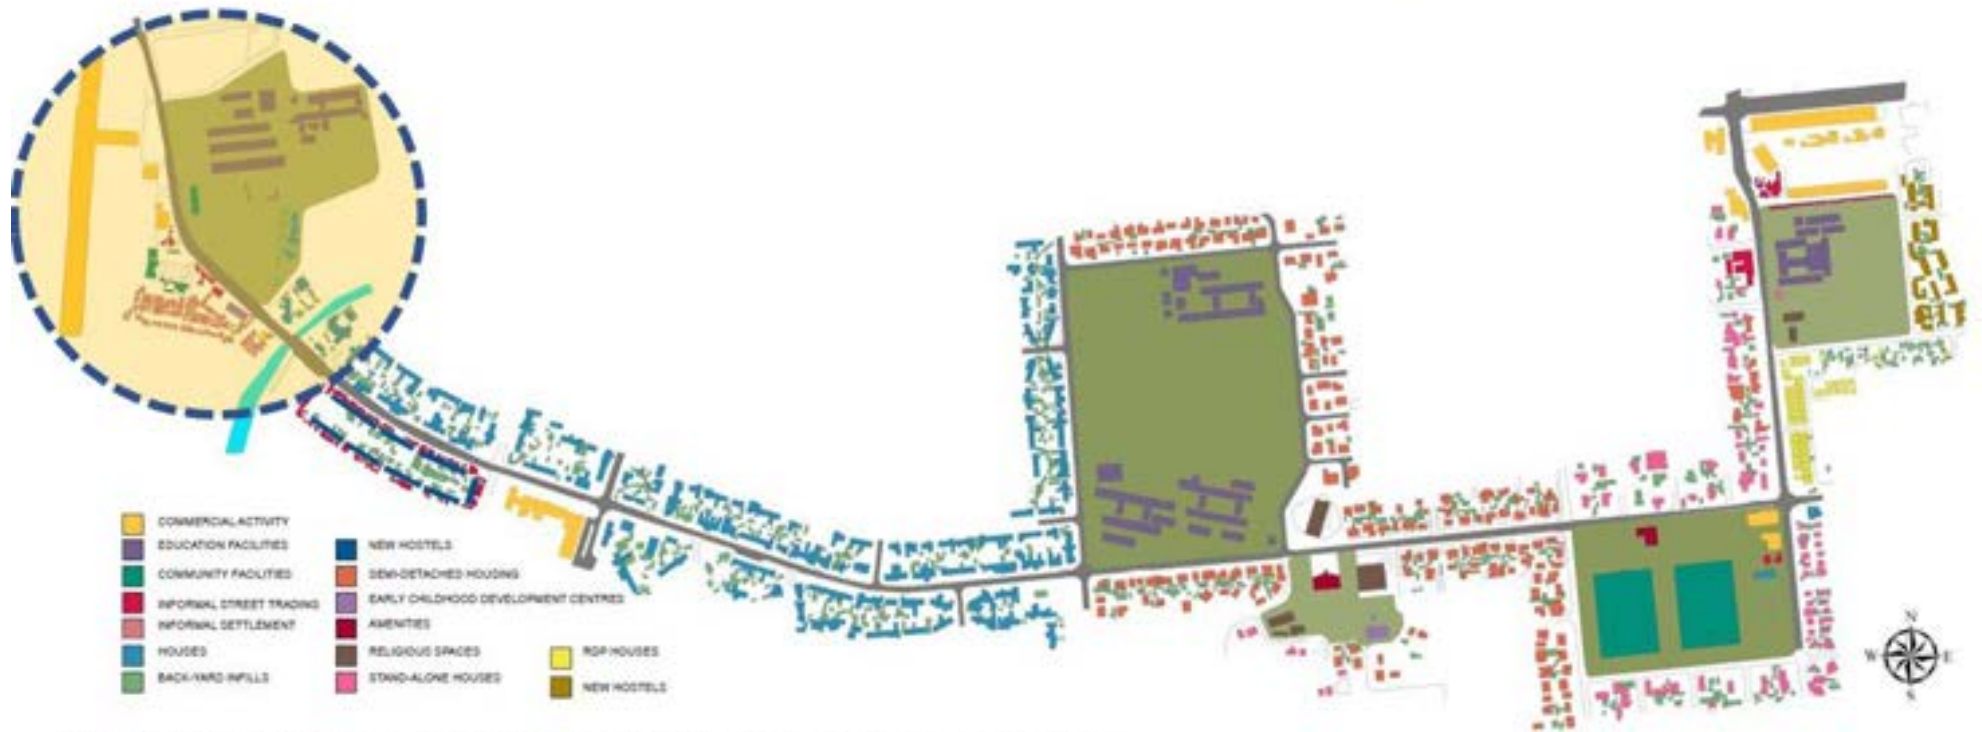 COMMERCIAL ACTIVITY
EDUCATION FACILITIES
COMMUNITY FACILITIES
INFORMAL STREET TRADING
INFORMAL SETTLEMENT
HOUSES
BACK-YARD INFILLS
NEW HOSTELS
SEMI-DETACHED HOUSING
EARLY CHILDHOOD DEVELOPMENT CENTRES
AMENITIES
RELIGIOUS SPACES
STAND-ALONE HOUSES
RDP HOUSES
NEW HOSTELS
N
W E
S